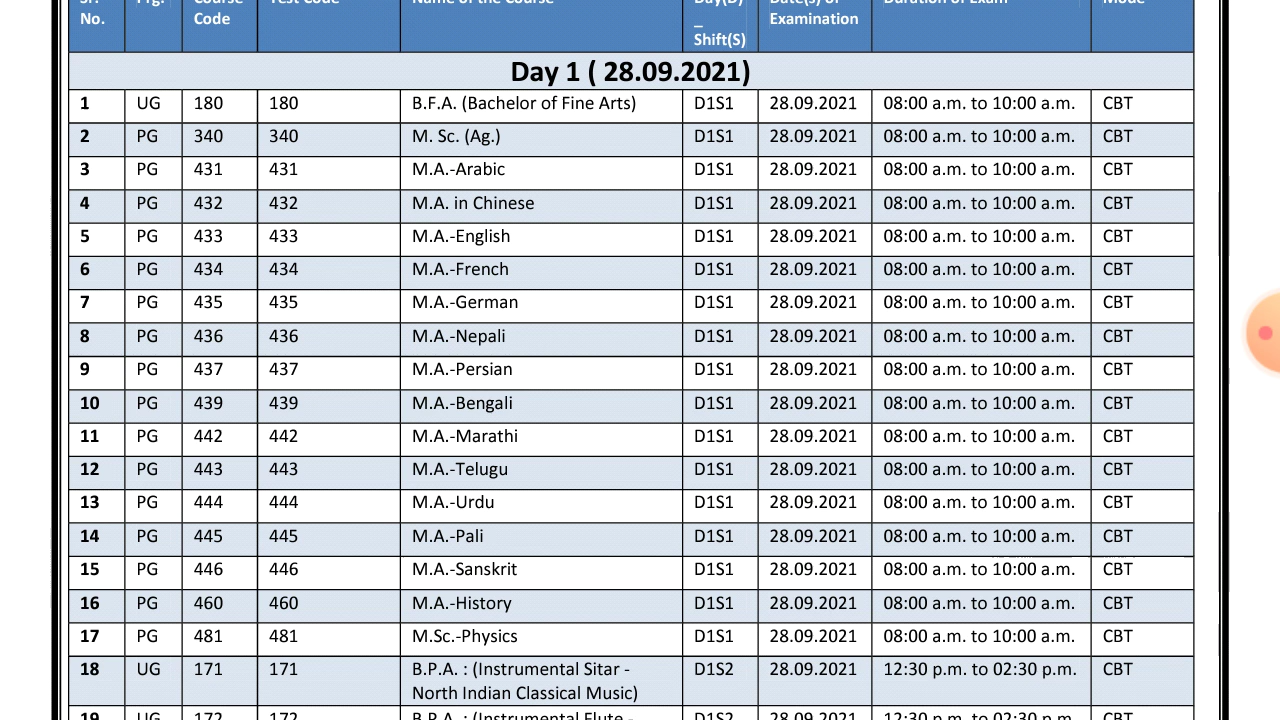 Sr. Prg. Course Test Code Name of the Course Day(D) Date(s) of Duration of Exam Mode
No. Code _ Examination
Shift(S)
Day 1 ( 28.09.2021)
1 UG 180 180 B.F.A. (Bachelor of Fine Arts) D1S1 28.09.2021 08:00 a.m. to 10:00 a.m. CBT
2 PG 340 340 M. Sc. (Ag.) D1S1 28.09.2021 08:00 a.m. to 10:00 a.m. CBT
3 PG 431 431 M.A.-Arabic D1S1 28.09.2021 08:00 a.m. to 10:00 a.m. CBT
4 PG 432 432 M.A. in Chinese D1S1 28.09.2021 08:00 a.m. to 10:00 a.m. CBT
5 PG 433 433 M.A.-English D1S1 28.09.2021 08:00 a.m. to 10:00 a.m. CBT
6 PG 434 434 M.A.-French D1S1 28.09.2021 08:00 a.m. to 10:00 a.m. CBT
7 PG 435 435 M.A.-German D1S1 28.09.2021 08:00 a.m. to 10:00 a.m. CBT
8 PG 436 436 M.A.-Nepali D1S1 28.09.2021 08:00 a.m. to 10:00 a.m. CBT
9 PG 437 437 M.A.-Persian D1S1 28.09.2021 08:00 a.m. to 10:00 a.m. CBT
10 PG 439 439 M.A.-Bengali D1S1 28.09.2021 08:00 a.m. to 10:00 a.m. CBT
11 PG 442 442 M.A.-Marathi D1S1 28.09.2021 08:00 a.m. to 10:00 a.m. CBT
12 PG 443 443 M.A.-Telugu D1S1 28.09.2021 08:00 a.m. to 10:00 a.m. CBT
13 PG 444 444 M.A.-Urdu D1S1 28.09.2021 08:00 a.m. to 10:00 a.m. CBT
14 PG 445 445 M.A.-Pali D1S1 28.09.2021 08:00 a.m. to 10:00 a.m. CBT
15 PG 446 446 M.A.-Sanskrit D1S1 28.09.2021 08:00 a.m. to 10:00 a.m. CBT
16 PG 460 460 M.A.-History D1S1 28.09.2021 08:00 a.m. to 10:00 a.m. CBT
17 PG 481 481 M.Sc.-Physics D1S1 28.09.2021 08:00 a.m. to 10:00 a.m. CBT
18 UG 171 171 B.P.A. : (Instrumental Sitar - D1S2 28.09.2021 12:30 p.m. to 02:30 p.m. CBT
North Indian Classical Music)
19 UG 172 172 B.P.A. : (Instrumental Flute - D1S2 28.09.2021 12:30 p.m. to 02:30 p.m. CBT